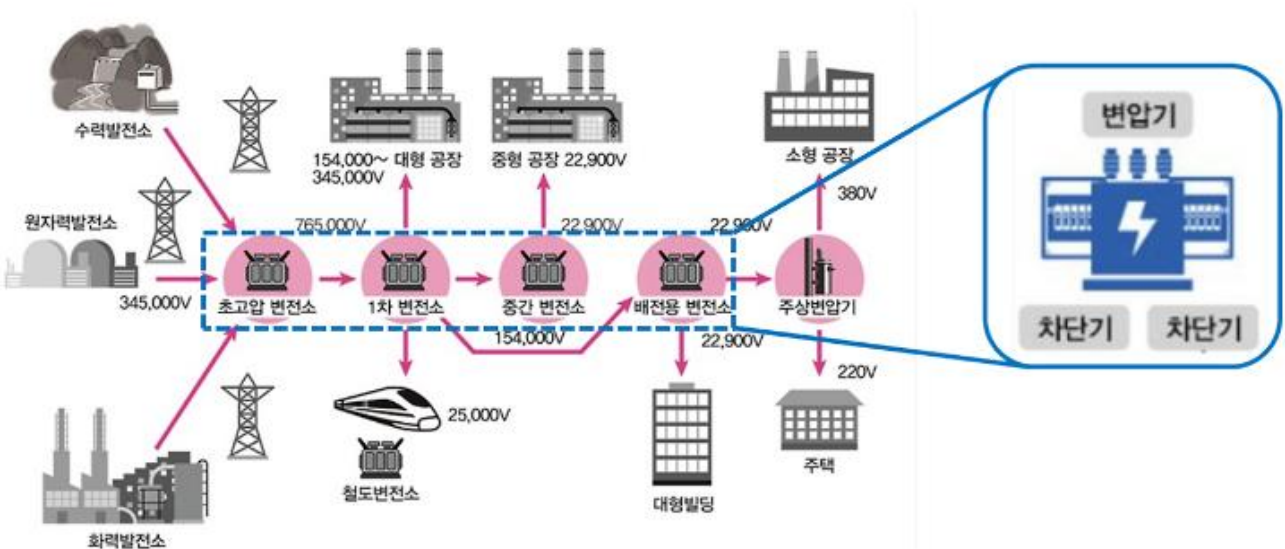 수력발전소
154,000～ 대형 공장
345,000V
중형 공장 22,900V
소형 공장
380V
변압기
원자력발전소
765,000V
22,900V
22,900V
345,000V
초고압 변전소
1차 변전소
중간 변전소
배전용 변전소
주상변압기
차단기
차단기
154,000V
22,900V
220V
25,000V
철도변전소
대형빌딩
주택
화력발전소